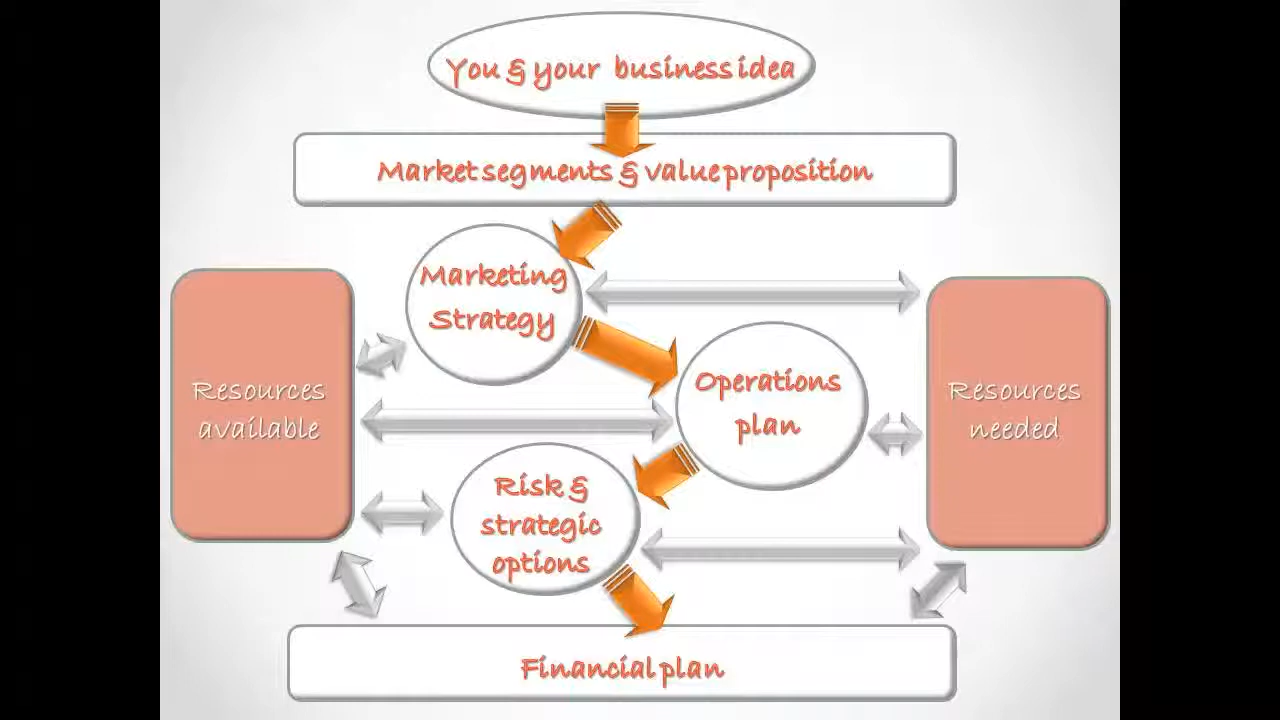 You & your business idea
Market segments & value proposition
Marketing
Strategy
Operations
plan
Resources
available
Resources
needed
Risk &
strategic
options
Financial plan